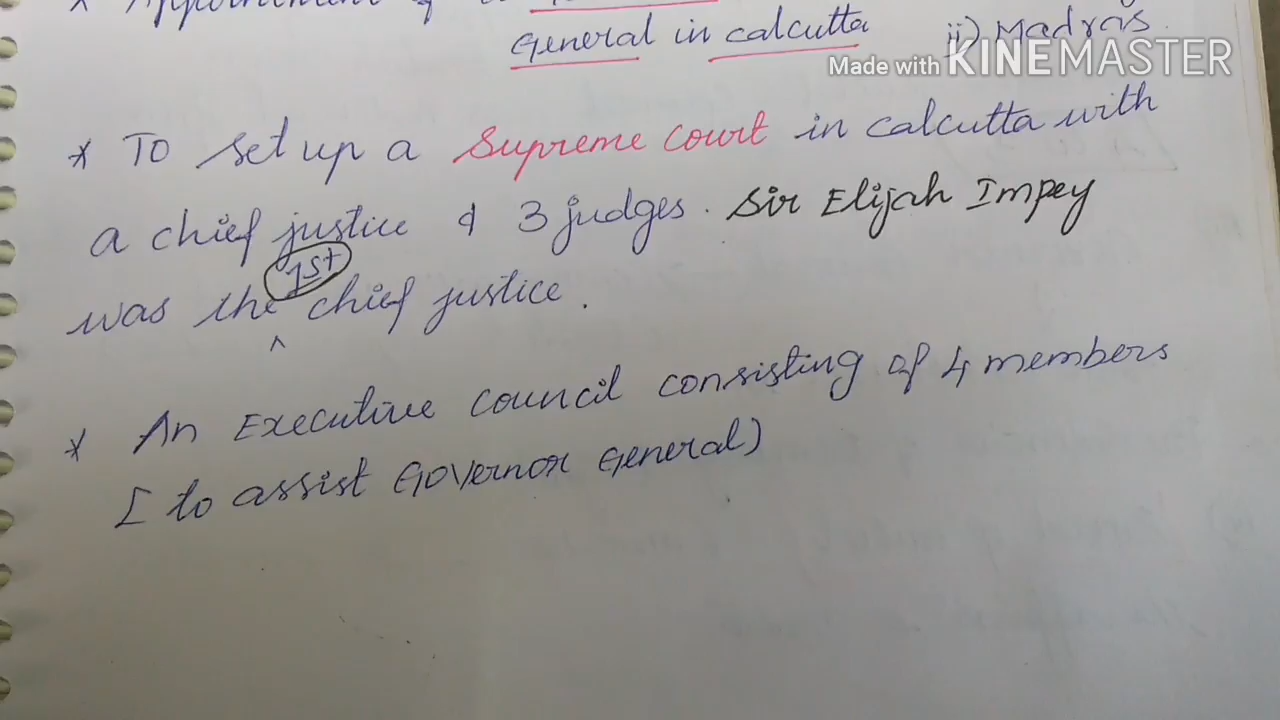 * Appointment of
General in calcutta ii) Madras
Made with KINEMASTER
* To set up a Supreme court in calcutta with
a chief justice & 3 judges. Sir Elijah Impey
1st
was the ^ chief justice.
* An Executive council consisting of 4 members
[ to assist Governor General)